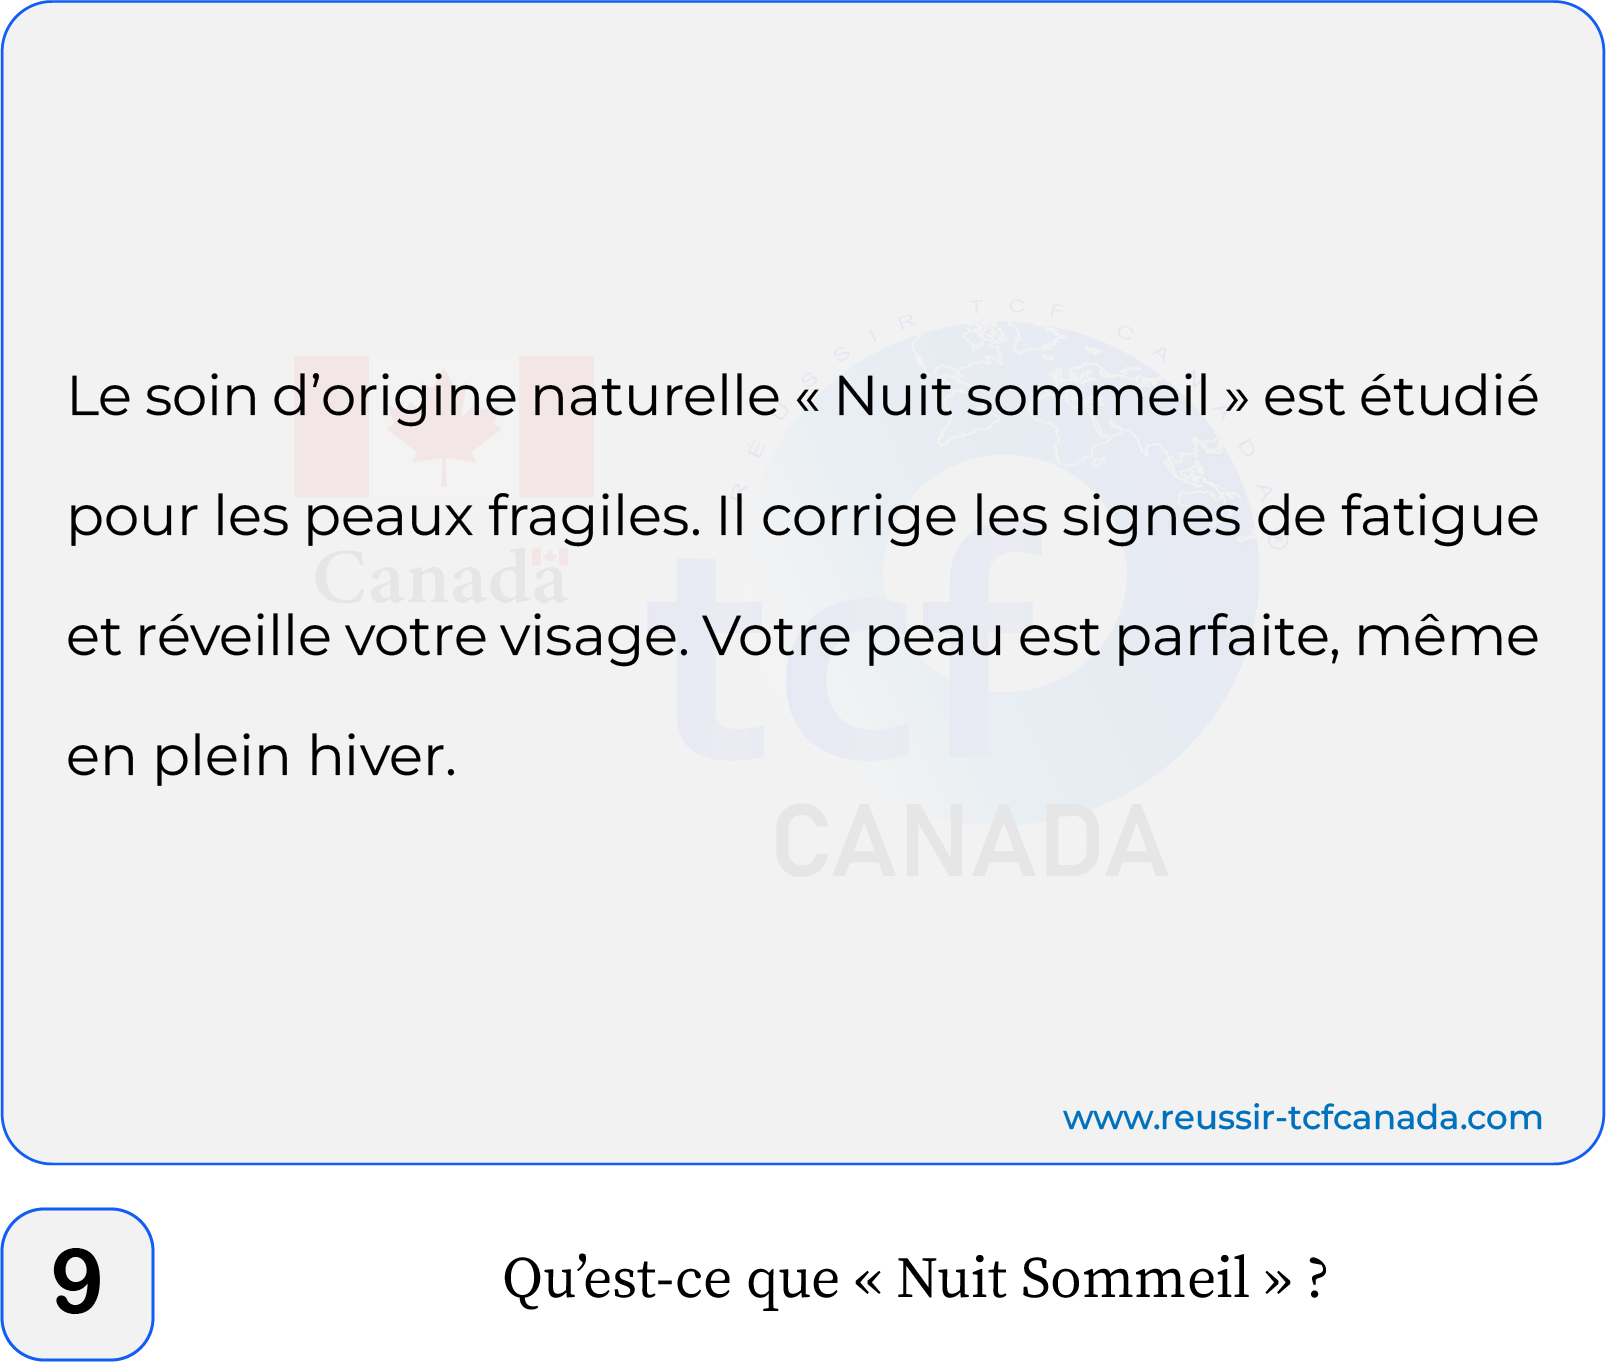 Le soin d’origine naturelle « Nuit sommeil » est étudié
pour les peaux fragiles. Il corrige les signes de fatigue
et réveille votre visage. Votre peau est parfaite, même
en plein hiver.
RÉUSSIR TCF CANADA
Canada
tcf
CANADA
www.reussir-tcfcanada.com
9
Qu’est-ce que « Nuit Sommeil » ?